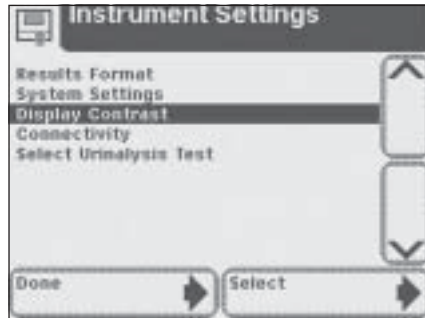 Instrument Settings
Results Format
System Settings
Display Contrast
Connectivity
Select Urinalysis Test
Done
Select